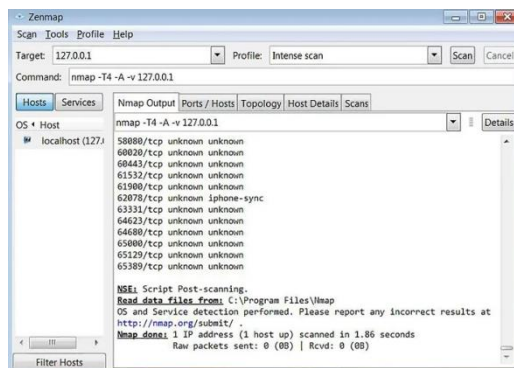 Zenmap
Scan Tools Profile Help
Target: 127.0.0.1 Profile: Intense scan Scan Cancel
Command: nmap -T4 -A -v 127.0.0.1
Hosts Services Nmap Output Ports / Hosts Topology Host Details Scans
OS Host nmap -T4 -A -v 127.0.0.1 Details
localhost (127.
58080/tcp unknown unknown
60020/tcp unknown unknown
60443/tcp unknown unknown
61532/tcp unknown unknown
61900/tcp unknown unknown
62078/tcp unknown iphone-sync
63331/tcp unknown unknown
64623/tcp unknown unknown
64680/tcp unknown unknown
65000/tcp unknown unknown
65129/tcp unknown unknown
65389/tcp unknown unknown
NSE: Script Post-scanning.
Read data files from: C:\Program Files\Nmap
OS and Service detection performed. Please report any incorrect results at
http://nmap.org/submit/ .
Nmap done: 1 IP address (1 host up) scanned in 1.86 seconds
Raw packets sent: 0 (0B) | Rcvd: 0 (0B)
Filter Hosts